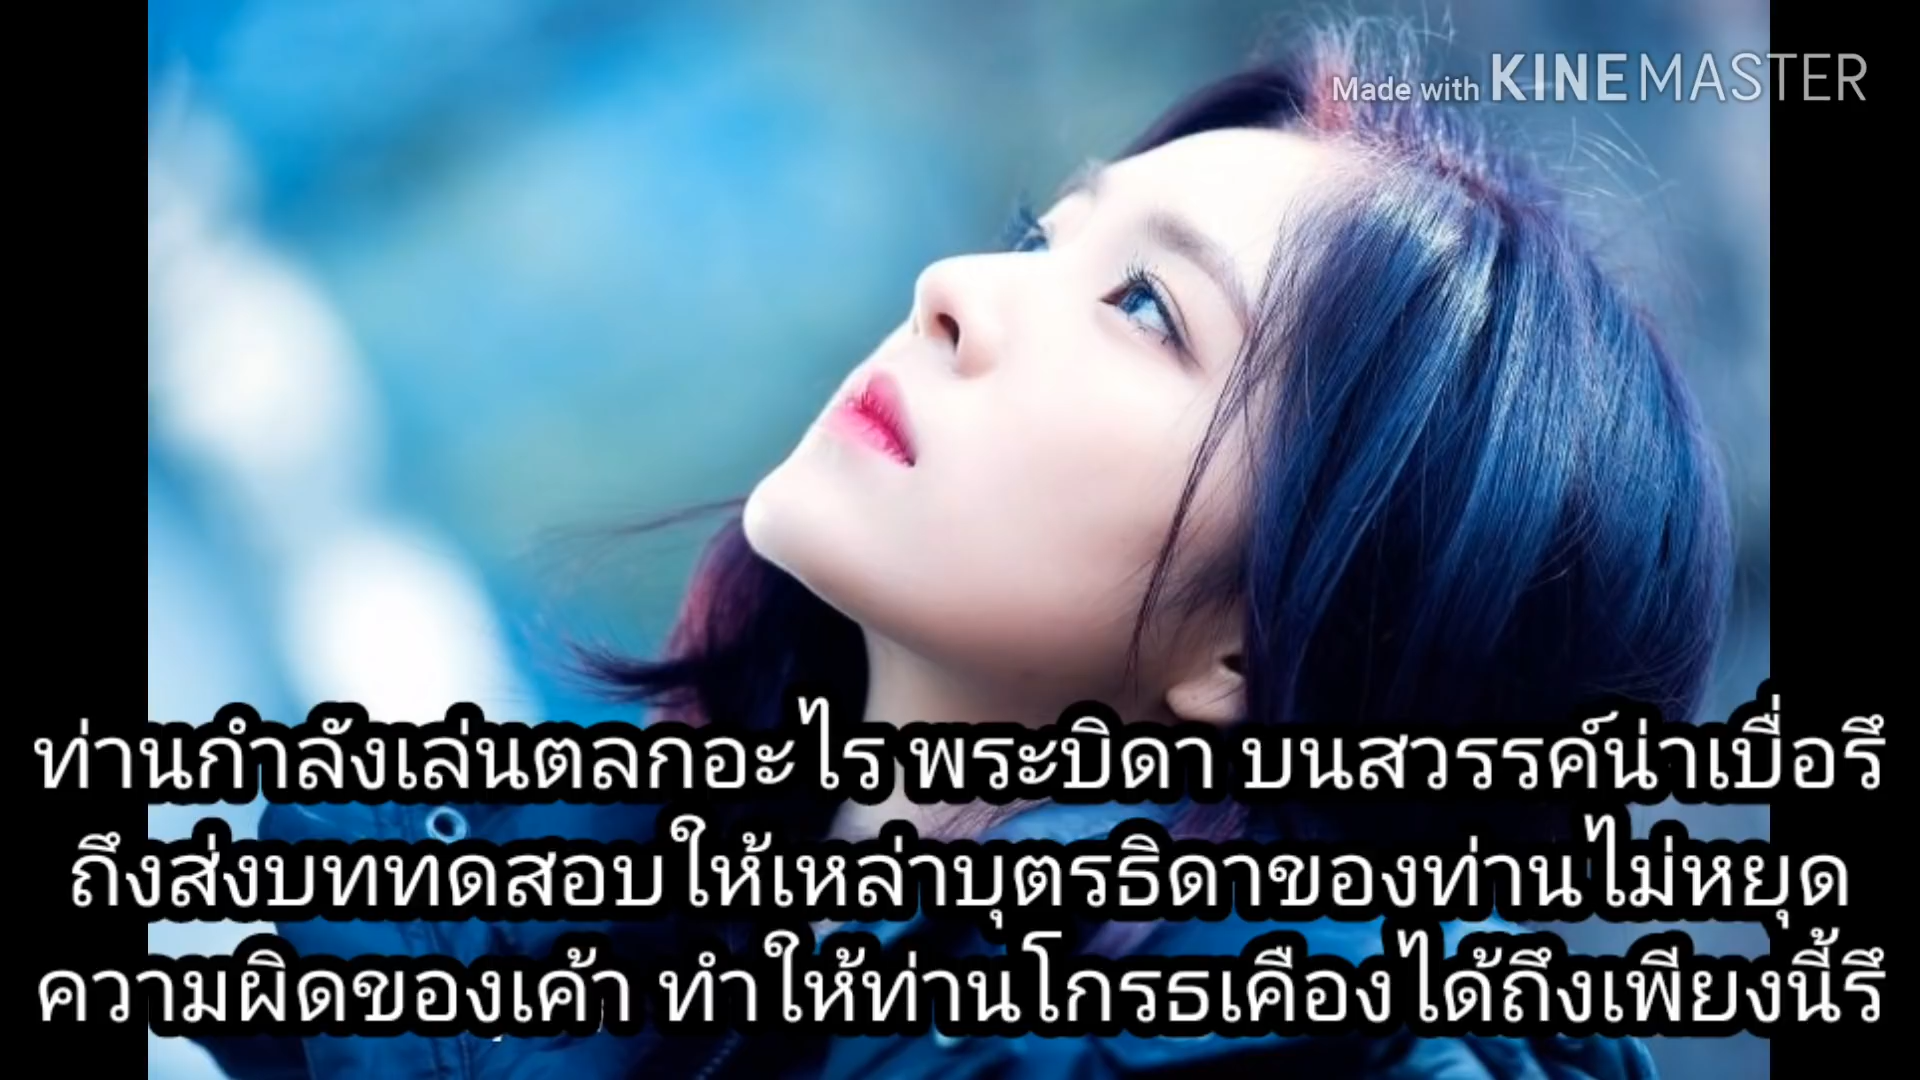 Made with KINEMASTER
ท่านกำลังเล่นตลกอะไร พระบิดา บนสวรรค์น่าเบื่อรึ
ถึงส่งบททดสอบให้เหล่าบุตรธิดาของท่านไม่หยุด
ความผิดของเค้า ทำให้ท่านโกรธเคืองได้ถึงเพียงนี้รึ